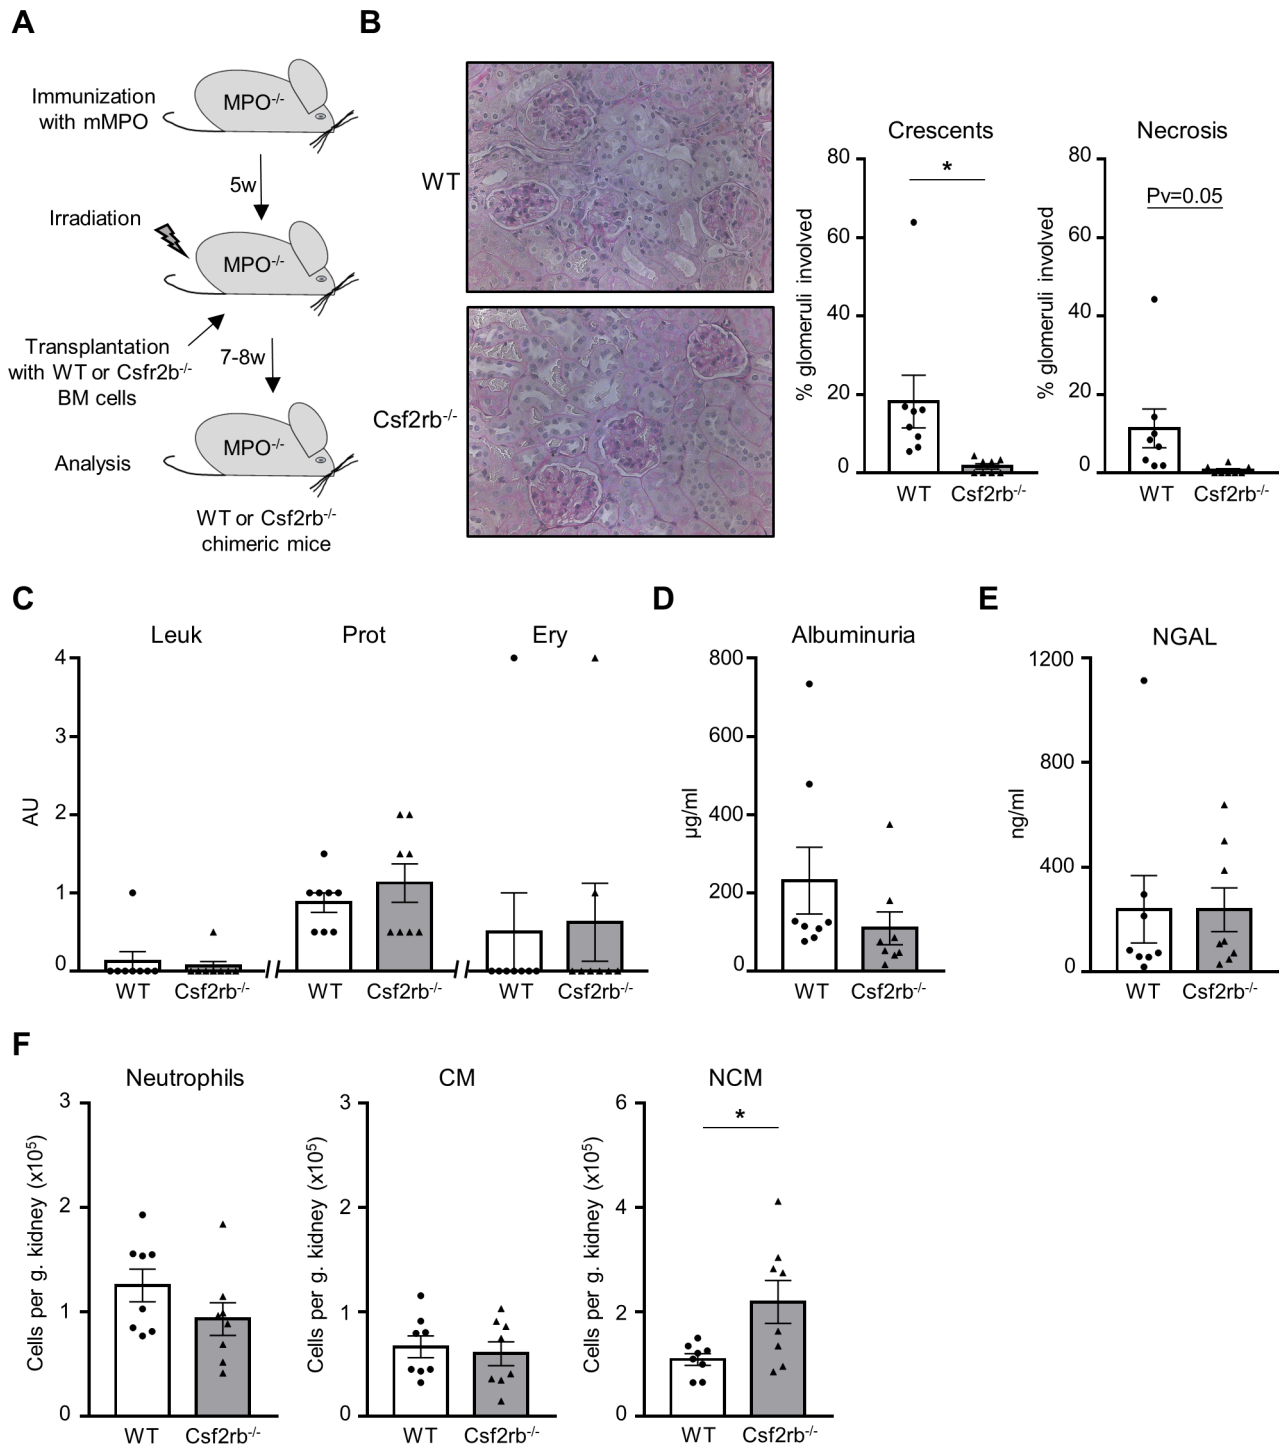 A
Immunization
with mMPO
MPO-/-
5w
Irradiation
MPO-/-
Transplantation
with WT or Csfr2b-/-
BM cells
7-8w
Analysis
MPO-/-
WT or Csf2rb-/-
chimeric mice
B
WT
Csf2rb-/-
Crescents
% glomeruli involved
80
60
40
20
0
*
WT Csf2rb-/-
Necrosis
% glomeruli involved
80
60
40
20
0
Pv=0.05
WT Csf2rb-/-
C
Leuk Prot Ery
AU
4
3
2
1
0
WT Csf2rb-/- WT Csf2rb-/- WT Csf2rb-/-
D
Albuminuria
µg/ml
800
600
400
200
0
WT Csf2rb-/-
E
NGAL
ng/ml
1200
800
400
0
WT Csf2rb-/-
F
Neutrophils
Cells per g. kidney (x105)
3
2
1
0
WT Csf2rb-/-
CM
Cells per g. kidney (x105)
3
2
1
0
WT Csf2rb-/-
NCM
Cells per g. kidney (x105)
6
4
2
0
*
WT Csf2rb-/-